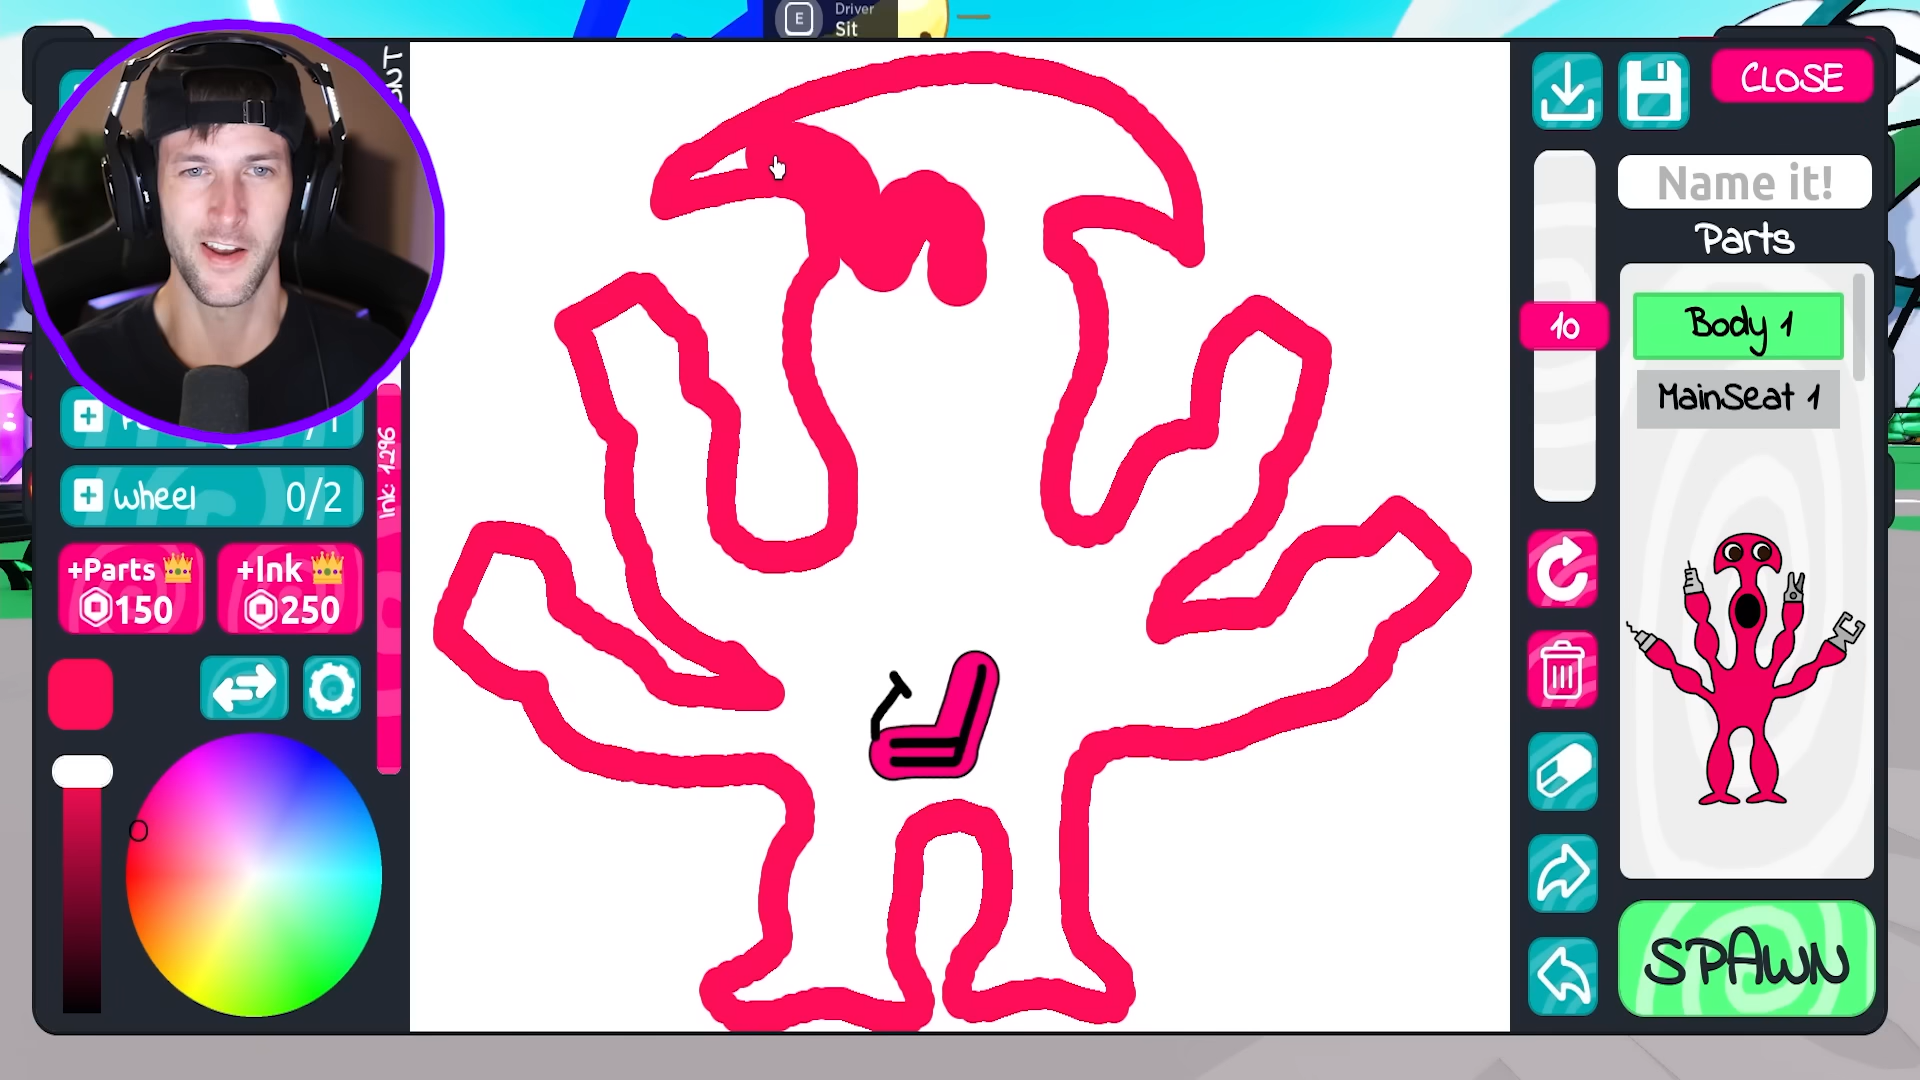 E
Driver
Sit
CLOSE
Name it!
Parts
10
Body 1
MainSeat 1
Wheel 0/2
Ink: 1296
+Parts +Ink
150 250
SPAWN